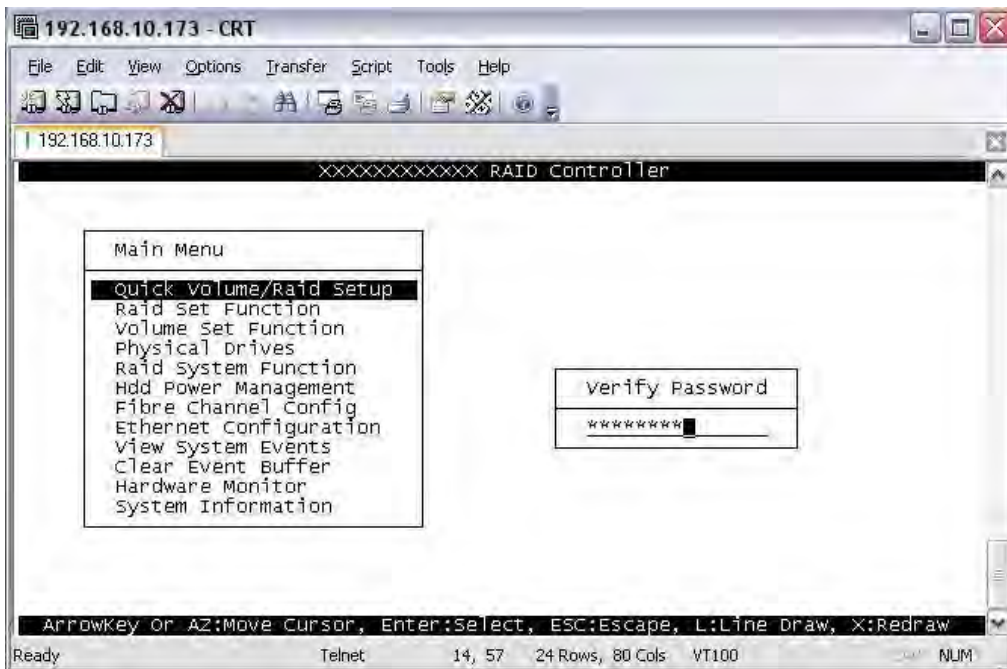 192.168.10.173 - CRT
File Edit View Options Transfer Script Tools Help
192.168.10.173
XXXXXXXXXXXX RAID Controller
Main Menu
Quick Volume/Raid Setup
Raid Set Function
Volume Set Function
Physical Drives
Raid System Function
Hdd Power Management
Fibre Channel Config
Ethernet Configuration
View System Events
Clear Event Buffer
Hardware Monitor
System Information
Verify Password
********
ArrowKey Or AZ:Move Cursor, Enter:Select, ESC:Escape, L:Line Draw, X:Redraw
Ready Telnet 14, 57 24 Rows, 80 Cols VT100 NUM